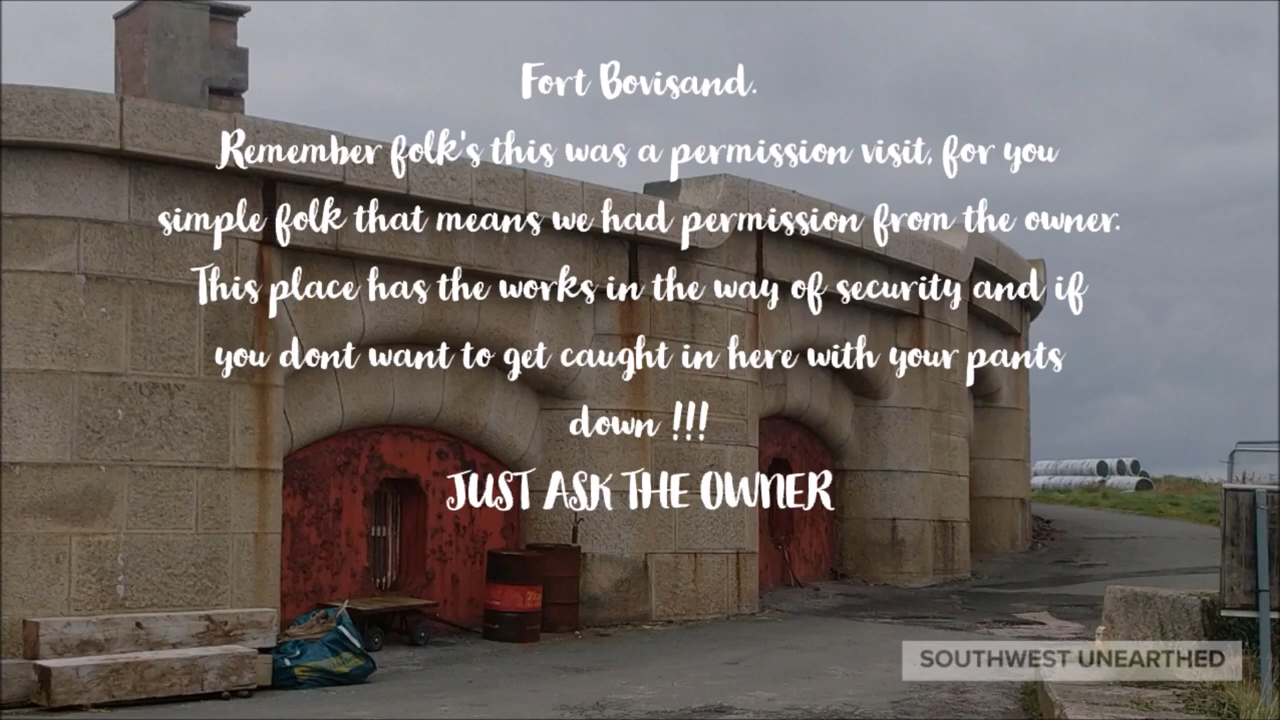 Fort Bovisand.
Remember folk's this was a permission visit, for you
simple folk that means we had permission from the owner.
This place has the works in the way of security and if
you dont want to get caught in here with your pants
down !!!
JUST ASK THE OWNER
SOUTHWEST UNEARTHED